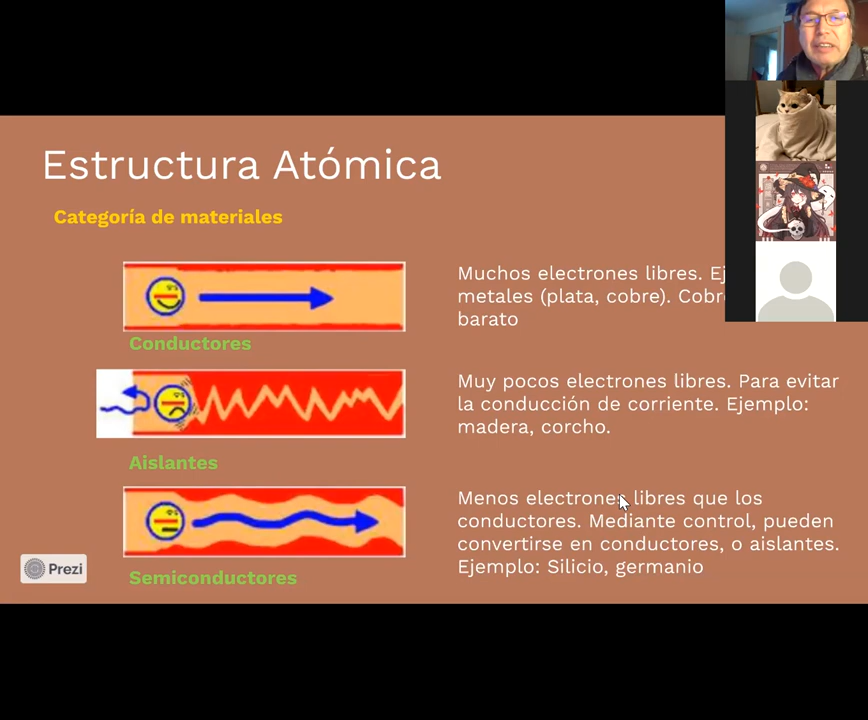 Estructura Atómica
Categoría de materiales
Muchos electrones libres.
metales (plata, cobre).
barato
Conductores
Muy pocos electrones libres. Para evitar
la conducción de corriente. Ejemplo:
madera, corcho.
Aislantes
Menos electrones libres que los
conductores. Mediante control, pueden
convertirse en conductores, o aislantes.
Ejemplo: Silicio, germanio
Semiconductores
Prezi